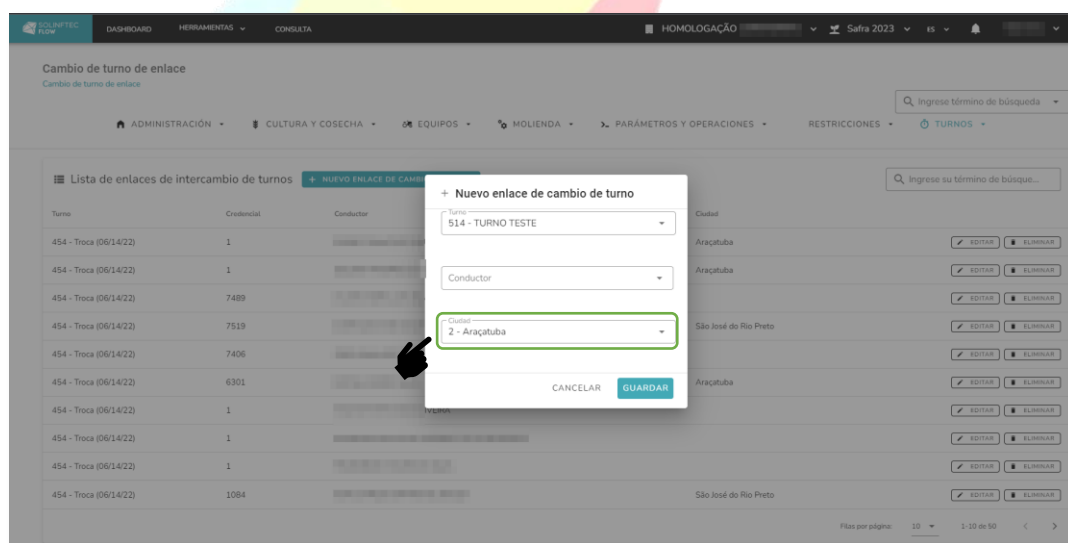 SOLINFTEC FLOW DASHBOARD HERRAMIENTAS CONSULTA HOMOLOGAÇÃO Safra 2023 ES
Cambio de turno de enlace
Cambio de turno de enlace
Ingrese término de búsqueda
ADMINISTRACIÓN CULTURA Y COSECHA EQUIPOS MOLIENDA PARÁMETROS Y OPERACIONES RESTRICCIONES TURNOS
Lista de enlaces de intercambio de turnos + NUEVO ENLACE DE CAMBI Ingrese su término de búsque...
+ Nuevo enlace de cambio de turno
Turno
514 - TURNO TESTE
Conductor
Ciudad
2 - Araçatuba
CANCELAR GUARDAR
Turno Credencial Conductor Ciudad
454 - Troca (06/14/22) 1 Araçatuba EDITAR ELIMINAR
454 - Troca (06/14/22) 1 Araçatuba EDITAR ELIMINAR
454 - Troca (06/14/22) 7489 EDITAR ELIMINAR
454 - Troca (06/14/22) 7519 São José do Rio Preto EDITAR ELIMINAR
454 - Troca (06/14/22) 7406 EDITAR ELIMINAR
454 - Troca (06/14/22) 6301 Araçatuba EDITAR ELIMINAR
454 - Troca (06/14/22) 1 EDITAR ELIMINAR
454 - Troca (06/14/22) 1 EDITAR ELIMINAR
454 - Troca (06/14/22) 1 EDITAR ELIMINAR
454 - Troca (06/14/22) 1084 São José do Rio Preto EDITAR ELIMINAR
Filas por página: 10 1-10 de 50